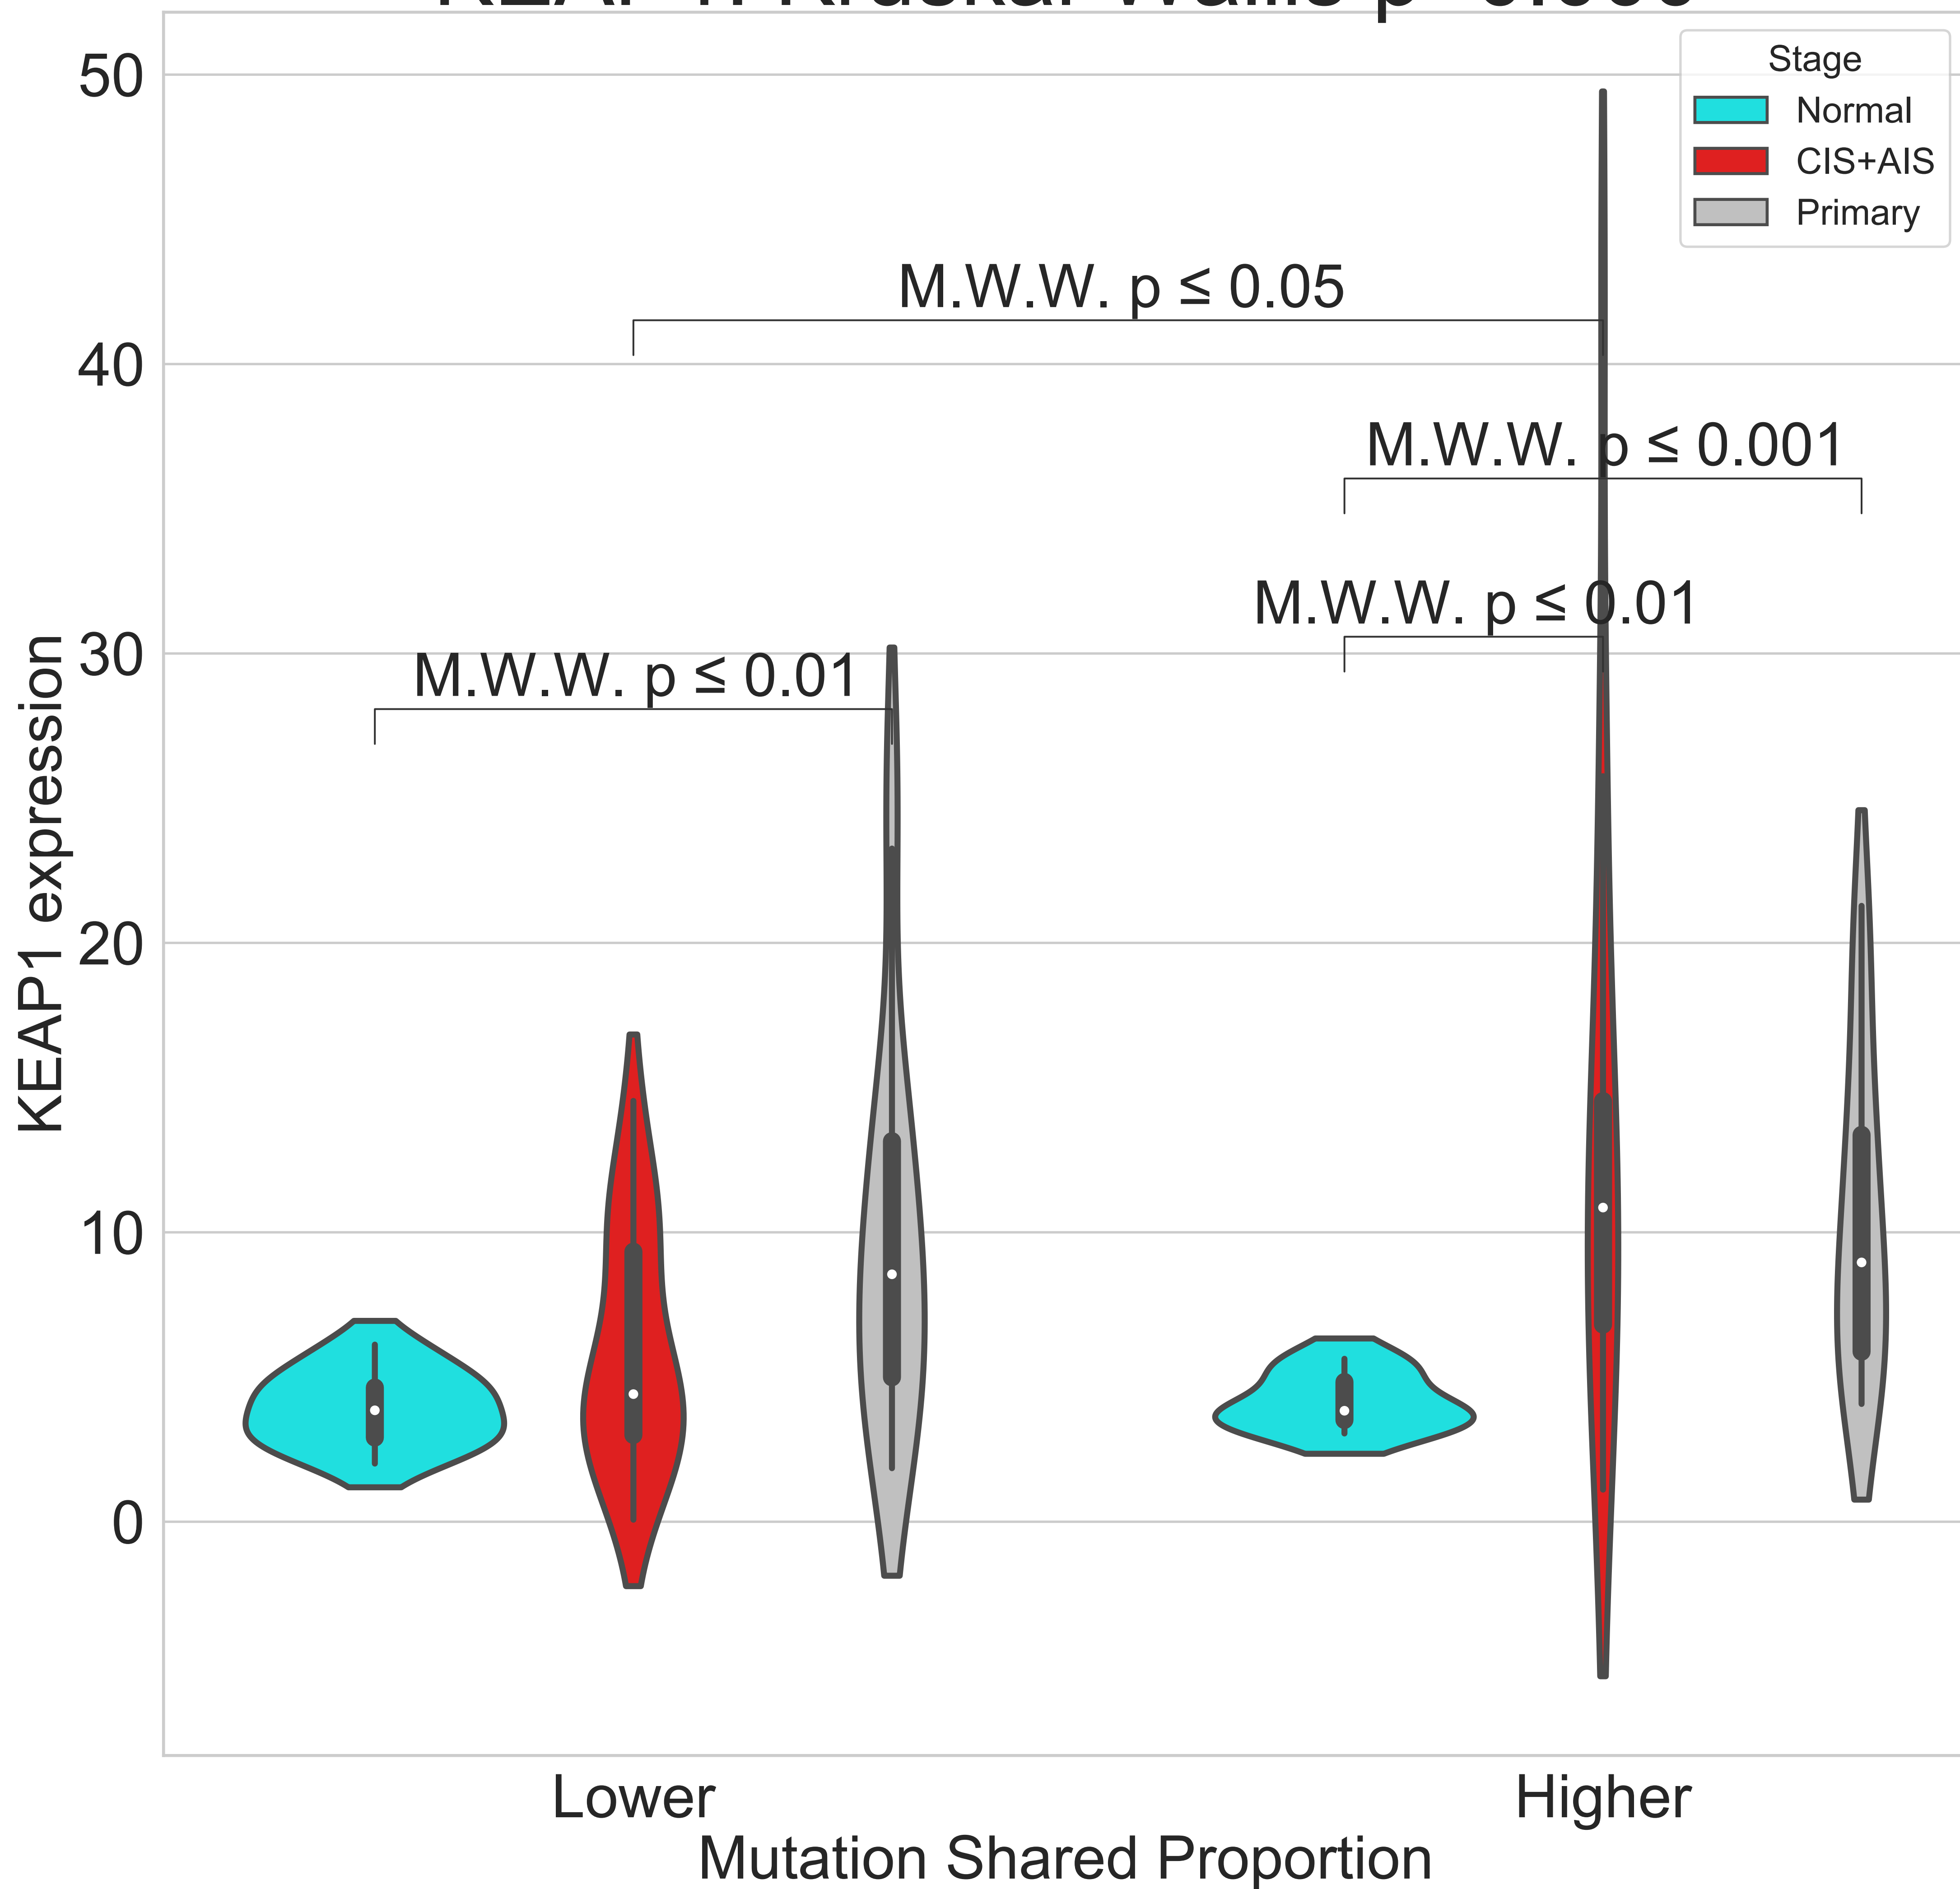 50
40
30
20
10
0
KEAP1 expression
Stage
Normal
CIS+AIS
Primary
M.W.W. p ≤ 0.05
M.W.W. p ≤ 0.001
M.W.W. p ≤ 0.01
M.W.W. p ≤ 0.01
Lower
Higher
Mutation Shared Proportion